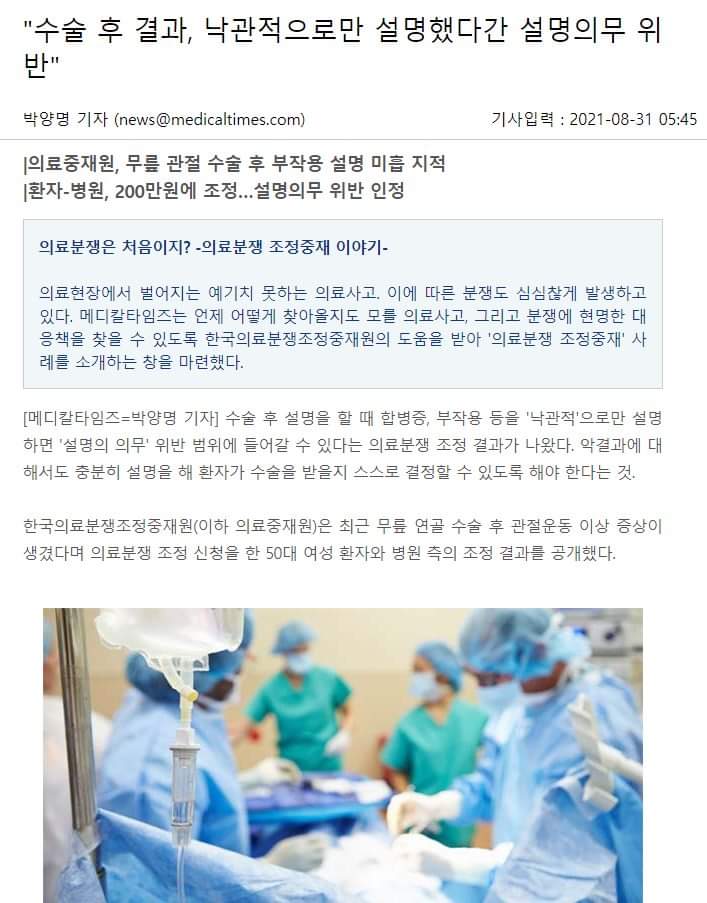 "수술 후 결과, 낙관적으로만 설명했다간 설명의무 위
반"
박양명 기자 (news@medicaltimes.com) 기사입력 : 2021-08-31 05:45
|의료중재원, 무릎 관절 수술 후 부작용 설명 미흡 지적
|환자-병원, 200만원에 조정…설명의무 위반 인정
의료분쟁은 처음이지? -의료분쟁 조정중재 이야기-
의료현장에서 벌어지는 예기치 못하는 의료사고. 이에 따른 분쟁도 심심찮게 발생하고
있다. 메디칼타임즈는 언제 어떻게 찾아올지도 모를 의료사고, 그리고 분쟁에 현명한 대
응책을 찾을 수 있도록 한국의료분쟁조정중재원의 도움을 받아 '의료분쟁 조정중재' 사
례를 소개하는 창을 마련했다.
[메디칼타임즈=박양명 기자] 수술 후 설명을 할 때 합병증, 부작용 등을 '낙관적'으로만 설명
하면 '설명의 의무' 위반 범위에 들어갈 수 있다는 의료분쟁 조정 결과가 나왔다. 악결과에 대
해서도 충분히 설명을 해 환자가 수술을 받을지 스스로 결정할 수 있도록 해야 한다는 것.
한국의료분쟁조정중재원(이하 의료중재원)은 최근 무릎 연골 수술 후 관절운동 이상 증상이
생겼다며 의료분쟁 조정 신청을 한 50대 여성 환자와 병원 측의 조정 결과를 공개했다.